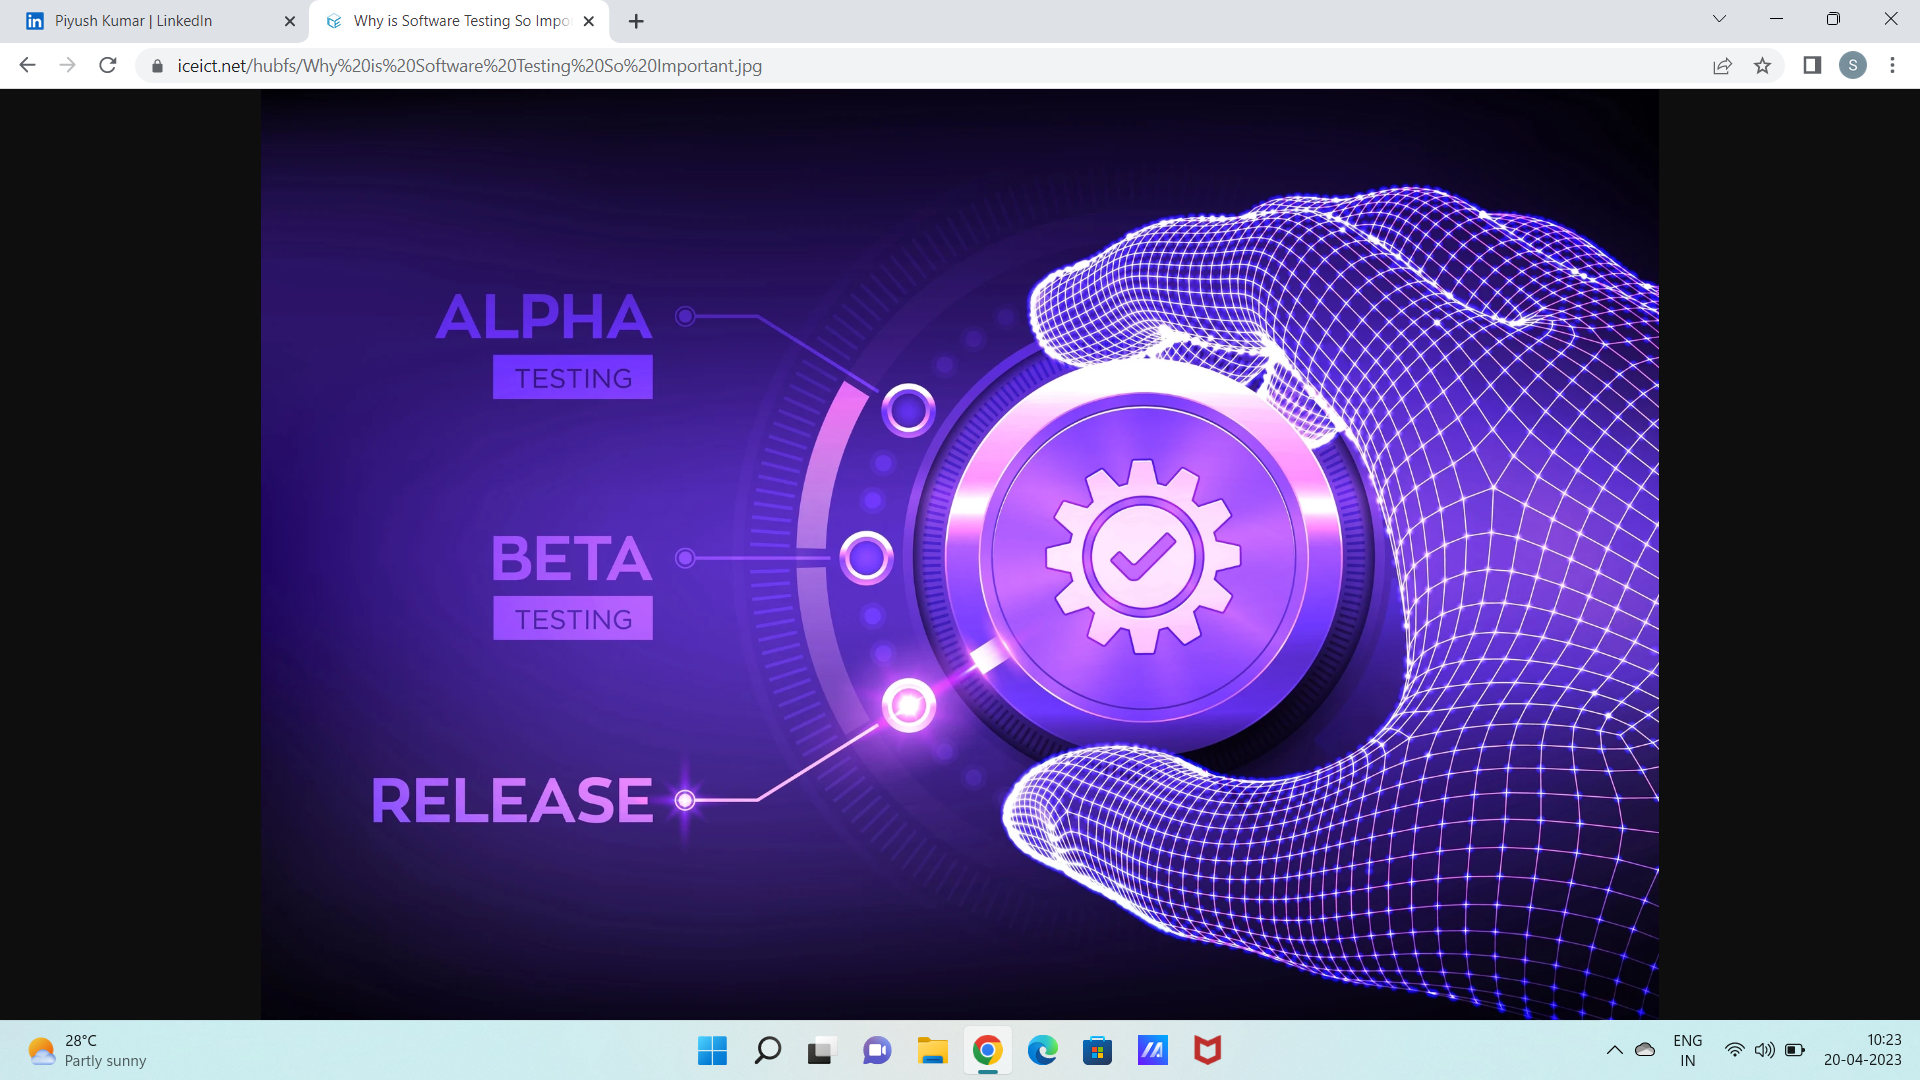 Piyush Kumar | LinkedIn
Why is Software Testing So Impo
iceict.net/hubfs/Why%20is%20Software%20Testing%20So%20Important.jpg
S
ALPHA
TESTING
BETA
TESTING
RELEASE
28°C
Partly sunny
ENG
IN
10:23
20-04-2023